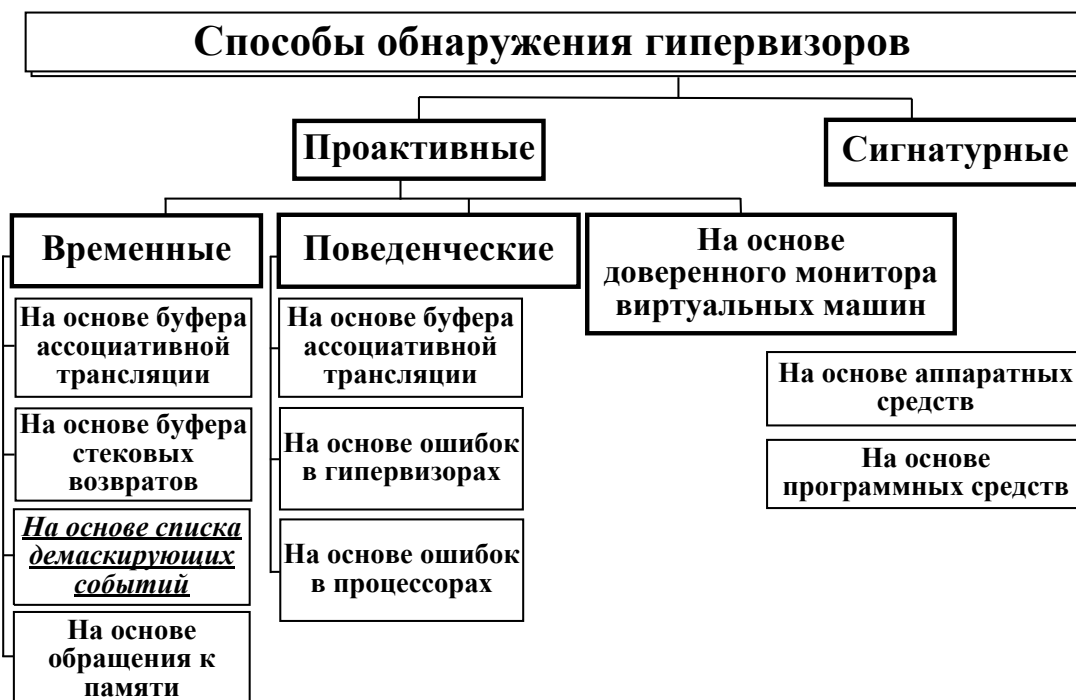 Способы обнаружения гипервизоров
Проактивные
Сигнатурные
Временные
Поведенческие
На основе
доверенного монитора
виртуальных машин
На основе буфера
ассоциативной
трансляции
На основе буфера
стековых
возвратов
На основе списка
демаскирующих
событий
На основе
обращения к
памяти
На основе буфера
ассоциативной
трансляции
На основе ошибок
в гипервизорах
На основе ошибок
в процессорах
На основе аппаратных
средств
На основе
программных средств